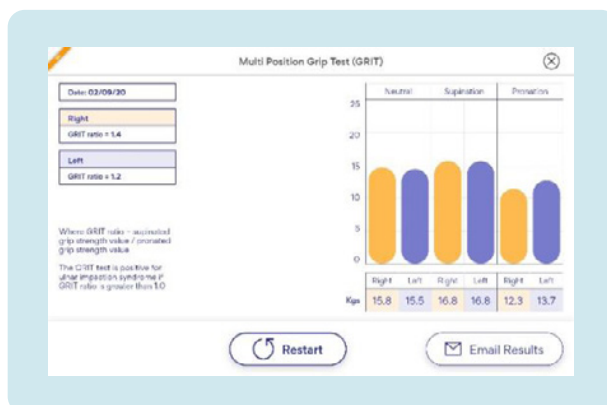 Multi Position Grip Test (GRIT)
Date: 02/09/20
Right
GRIT ratio = 1.4
Left
GRIT ratio = 1.2
Where GRIT ratio = supinated
grip strength value / pronated
grip strength value
The GRIT test is positive for
ulnar impaction syndrome if
GRIT ratio is greater than 1.0
Neutral Supination Pronation
25
20
15
10
5
0
Right Left Right Left Right Left
Kgs 15.8 15.5 16.8 16.8 12.3 13.7
Restart
Email Results